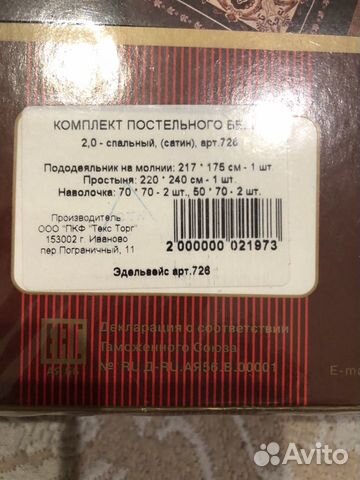 КОМПЛЕКТ ПОСТЕЛЬНОГО
2,0 - спальный, (сатин), арт.726
Пододеяльник на молнии: 217 * 175 см - 1 шт.
Простыня: 220 * 240 см - 1 шт.
Наволочка: 70 * 70 - 2 шт., 50 * 70 - 2 шт.
Производитель
ООО "ПКФ "Текс Торг"
153002 г. Иваново
пер Пограничный, 11
2 000000 021973
Эдельвейс арт.726
Декларация о соответствии
Таможенного Союза
№ RU Д-RU.АЯ56.В.00001
АЯ 56
E-ma
Avito